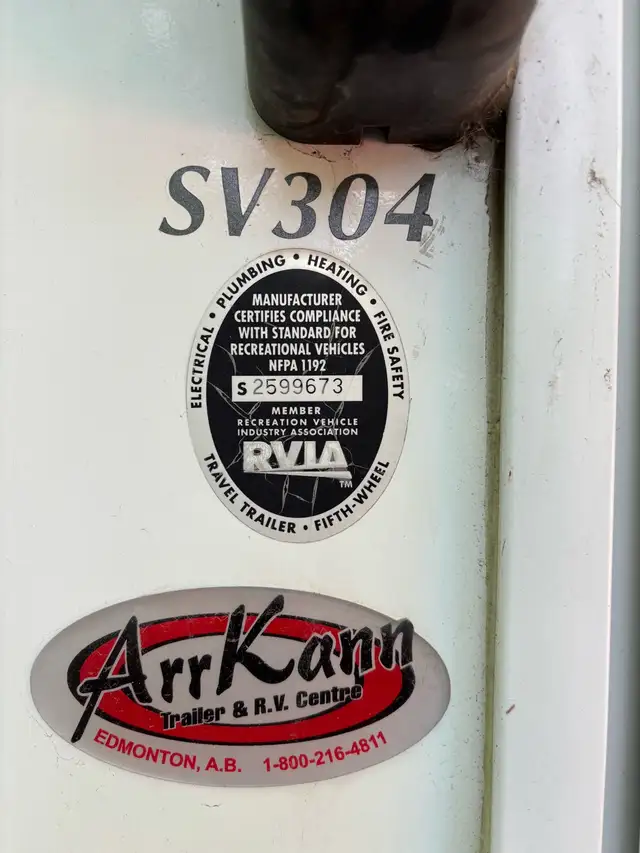 SV304
ELECTRICAL • PLUMBING • HEATING • FIRE SAFETY
MANUFACTURER
CERTIFIES COMPLIANCE
WITH STANDARD FOR
RECREATIONAL VEHICLES
NFPA 1192
S 2599673
MEMBER
RECREATION VEHICLE
INDUSTRY ASSOCIATION
RVIA
TM
TRAVEL TRAILER • FIFTH-WHEEL
ArrKann
Trailer & R.V. Centre
EDMONTON, A.B. 1-800-216-4811